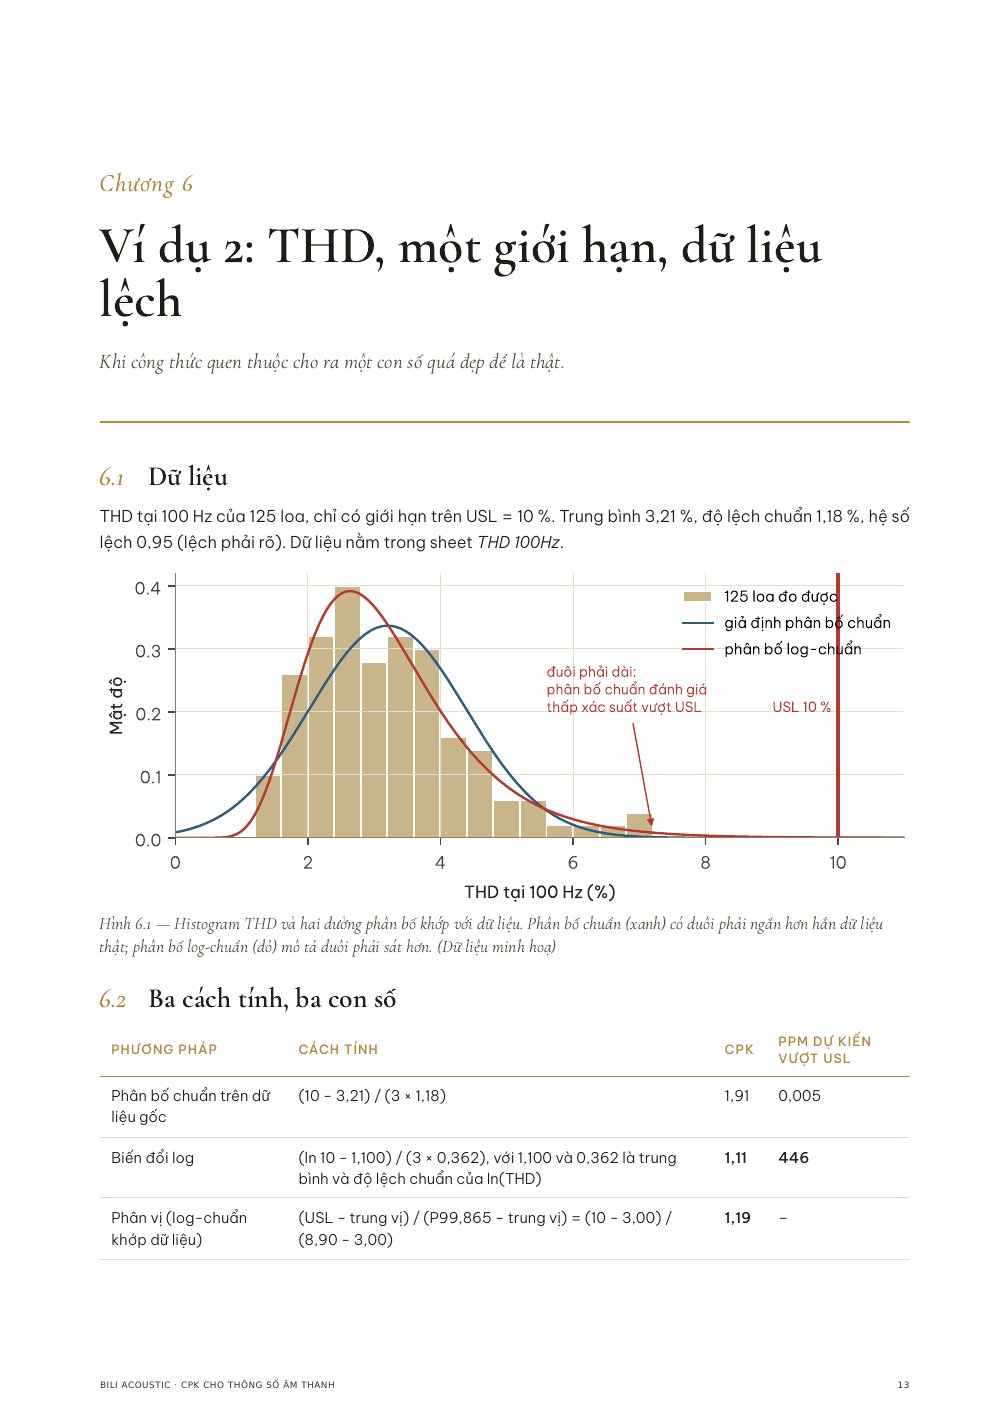 Chương 6
Ví dụ 2: THD, một giới hạn, dữ liệu
lệch
Khi công thức quen thuộc cho ra một con số quá đẹp để là thật.
6.1 Dữ liệu
THD tại 100 Hz của 125 loa, chỉ có giới hạn trên USL = 10 %. Trung bình 3,21 %, độ lệch chuẩn 1,18 %, hệ số
lệch 0,95 (lệch phải rõ). Dữ liệu nằm trong sheet THD 100Hz.
Mật độ
0.4
0.3
0.2
0.1
0.0
125 loa đo được
giả định phân bố chuẩn
phân bố log-chuẩn
đuôi phải dài:
phân bố chuẩn đánh giá
thấp xác suất vượt USL
USL 10 %
0 2 4 6 8 10
THD tại 100 Hz (%)
Hình 6.1 — Histogram THD và hai đường phân bố khớp với dữ liệu. Phân bố chuẩn (xanh) có đuôi phải ngắn hơn hẳn dữ liệu
thật; phân bố log-chuẩn (đỏ) mô tả đuôi phải sát hơn. (Dữ liệu minh hoạ)
6.2 Ba cách tính, ba con số
PHƯƠNG PHÁP CÁCH TÍNH CPK PPM DỰ KIẾN
VƯỢT USL
Phân bố chuẩn trên dữ (10 − 3,21) / (3 × 1,18) 1,91 0,005
liệu gốc
Biến đổi log (ln 10 − 1,100) / (3 × 0,362), với 1,100 và 0,362 là trung 1,11 446
bình và độ lệch chuẩn của ln(THD)
Phân vị (log-chuẩn (USL − trung vị) / (P99,865 − trung vị) = (10 − 3,00) / 1,19 –
khớp dữ liệu) (8,90 − 3,00)
BILI ACOUSTIC · CPK CHO THÔNG SỐ ÂM THANH 13